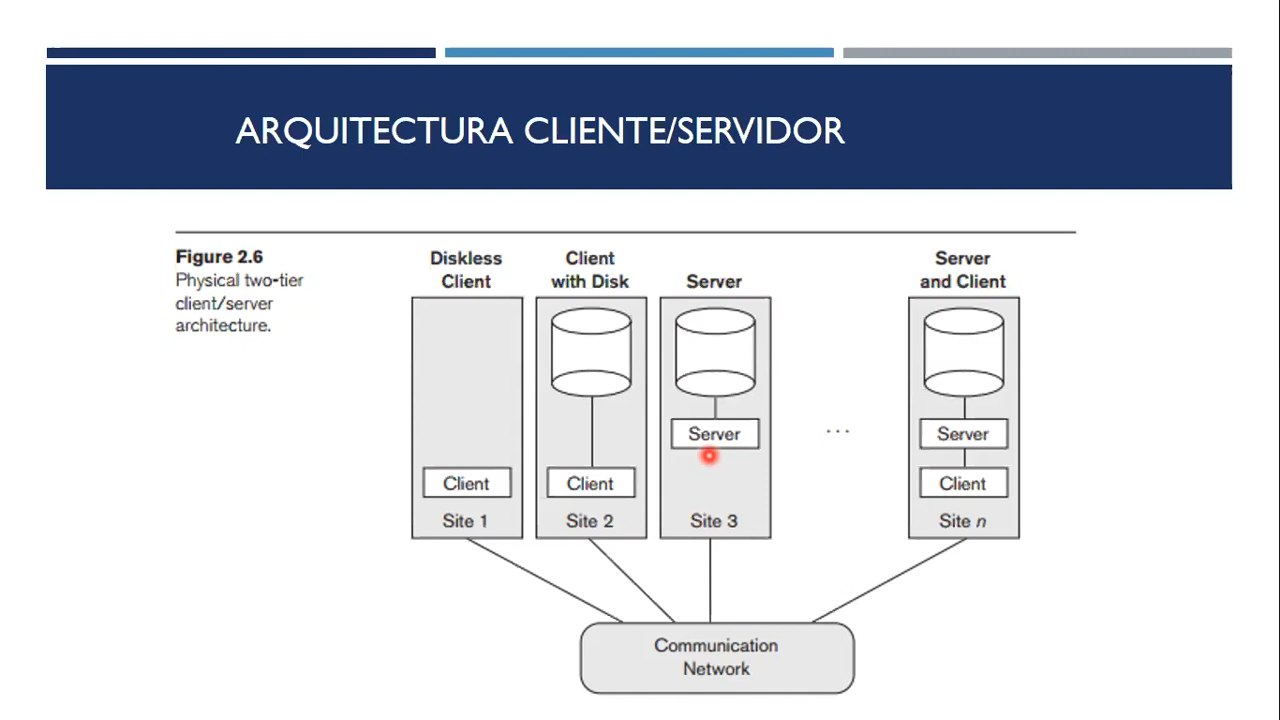 ARQUITECTURA CLIENTE/SERVIDOR
Figure 2.6
Physical two-tier
client/server
architecture.
Diskless
Client
Client
with Disk
Server
Server
and Client
Server
...
Server
Client
Client
Client
Site 1
Site 2
Site 3
Site n
Communication
Network